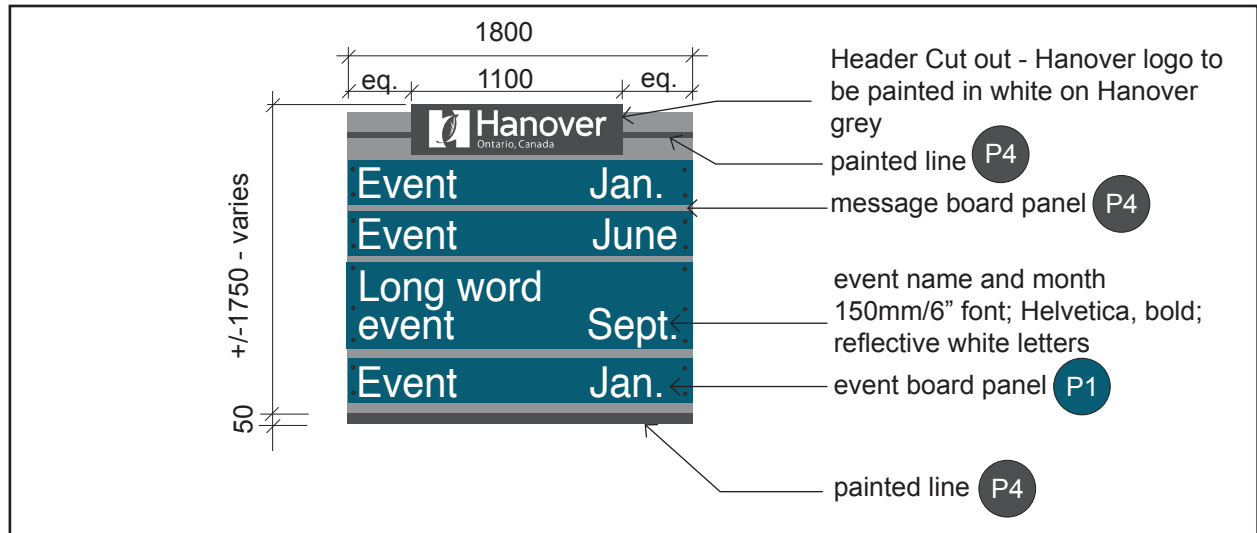 1800
eq.
1100
eq.
Header Cut out - Hanover logo to
be painted in white on Hanover
grey
Hanover
Ontario, Canada
painted line P4
Event Jan.
message board panel P4
Event June
+/-1750 - varies
Long word
event Sept.
event name and month
150mm/6” font; Helvetica, bold;
reflective white letters
Event Jan.
event board panel P1
50
painted line P4